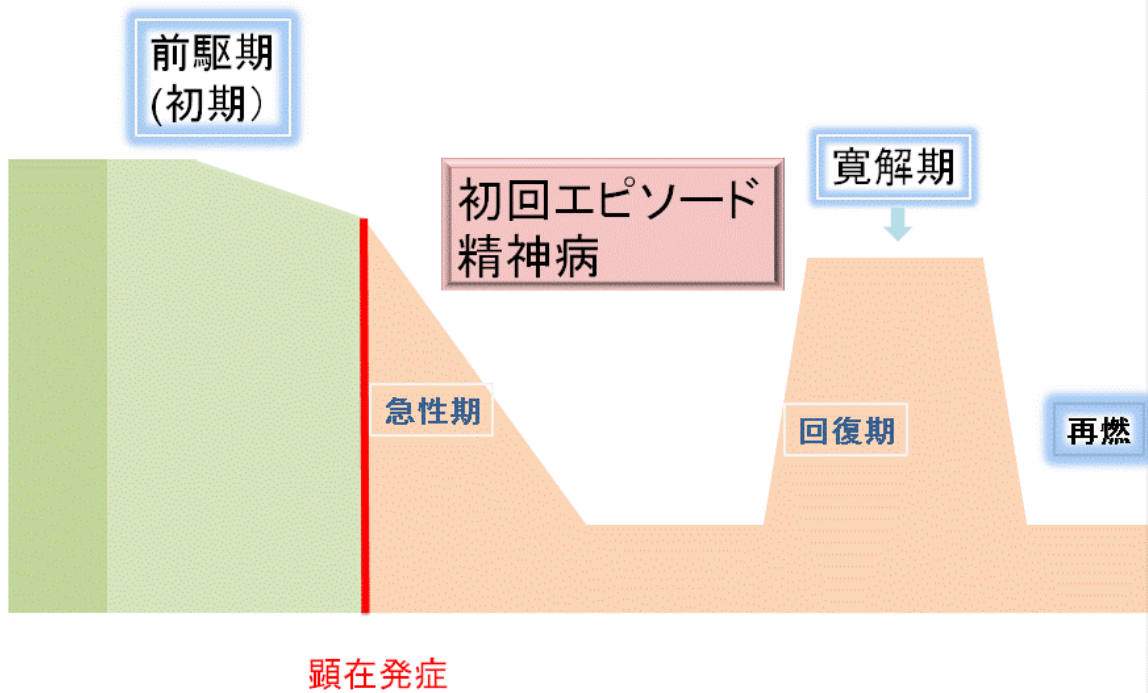 前駆期
(初期）
初回エピソード
精神病
寛解期
急性期
回復期
再燃
顕在発症